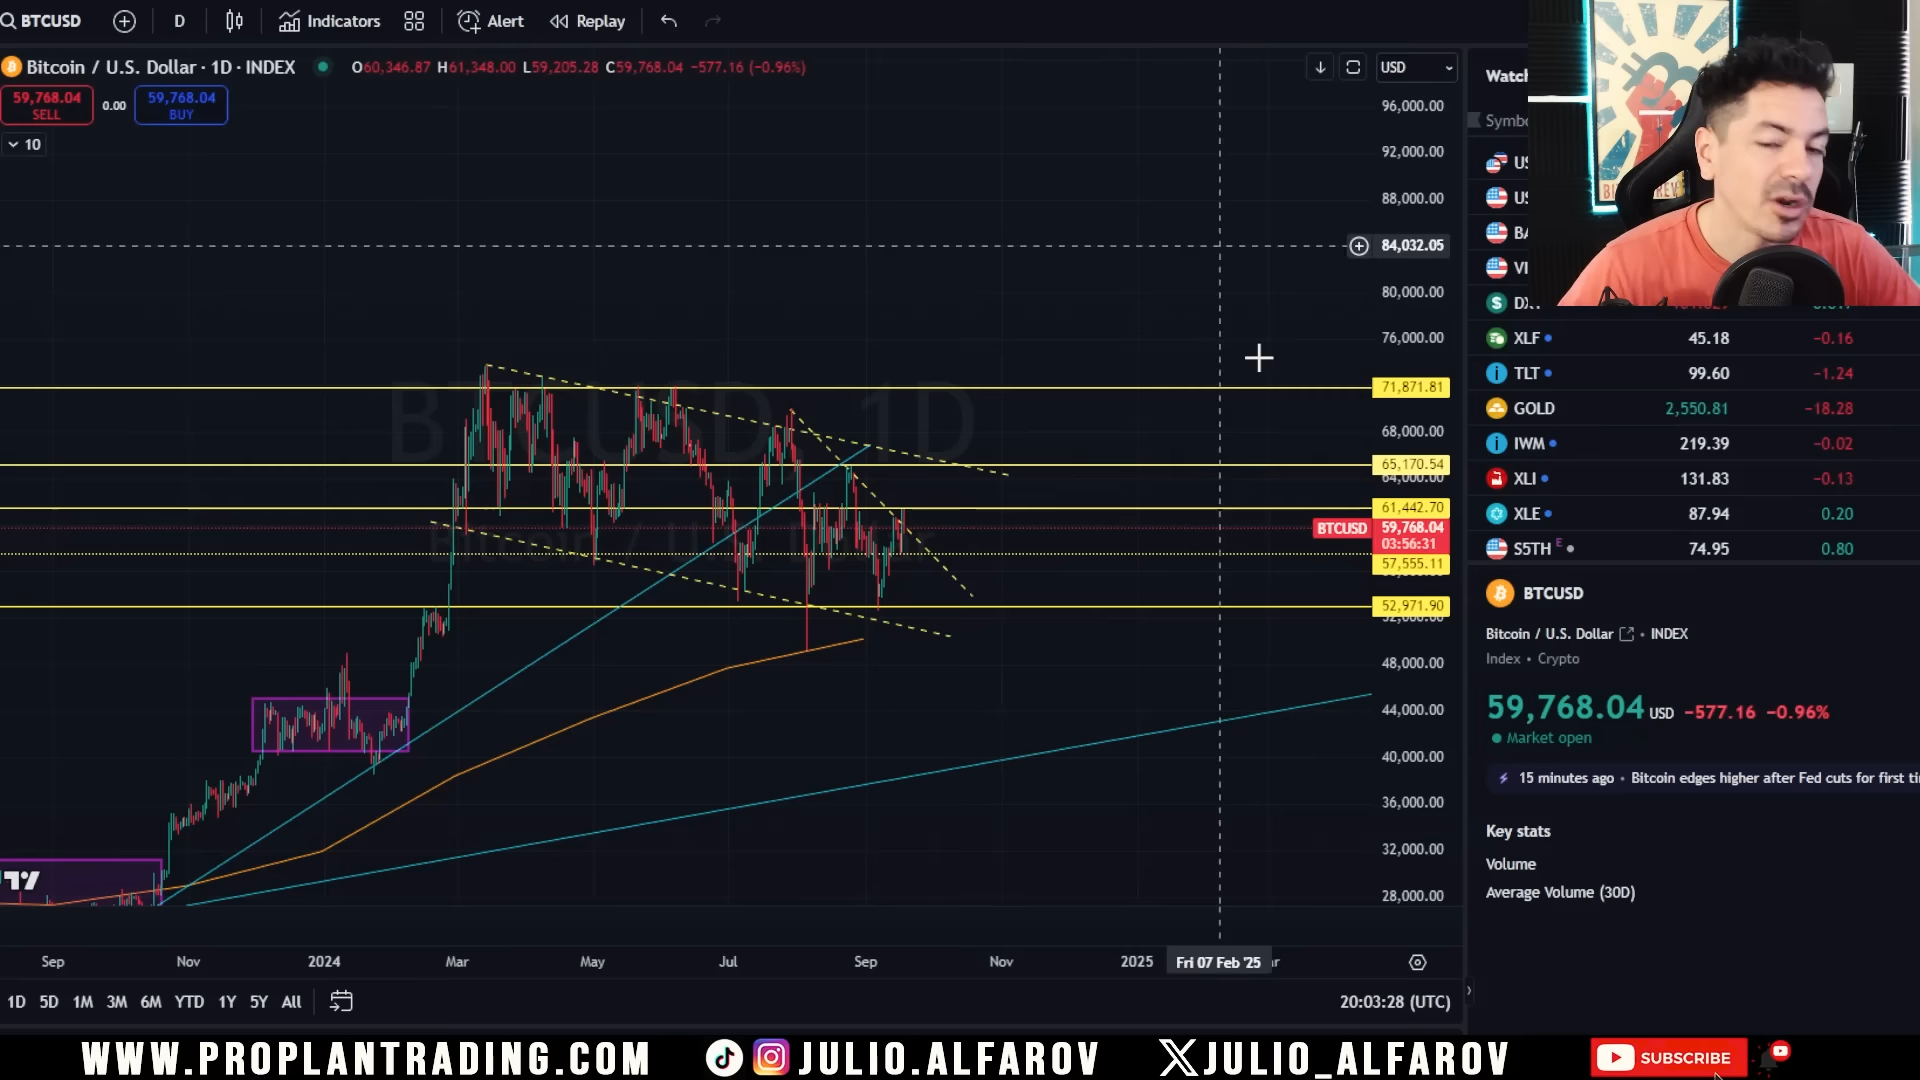 BTCUSD D Indicators Alert Replay
Bitcoin / U.S. Dollar · 1D · INDEX O60,346.87 H61,348.00 L59,205.28 C59,768.04 −577.16 (−0.96%) USD
59,768.04 SELL 0.00 59,768.04 BUY
10
96,000.00
92,000.00
88,000.00
84,032.05
80,000.00
76,000.00
71,871.81
68,000.00
65,170.54
64,000.00
61,442.70
BTCUSD 59,768.04
03:56:31
57,555.11
52,971.90
52,000.00
48,000.00
44,000.00
40,000.00
36,000.00
32,000.00
28,000.00
BTCUSD, 1D
Bitcoin / U.S. Dollar
Sep Nov 2024 Mar May Jul Sep Nov 2025 Fri 07 Feb '25
1D 5D 1M 3M 6M YTD 1Y 5Y All 20:03:28 (UTC)
Watch
Symbo
US
US
BA
VI
XLF 45.18 −0.16
TLT 99.60 −1.24
GOLD 2,550.81 −18.28
IWM 219.39 −0.02
XLI 131.83 −0.13
XLE 87.94 0.20
S5TH E 74.95 0.80
BTCUSD
Bitcoin / U.S. Dollar • INDEX
Index • Crypto
59,768.04 USD −577.16 −0.96%
Market open
15 minutes ago • Bitcoin edges higher after Fed cuts for first ti
Key stats
Volume
Average Volume (30D)
WWW.PROPLANTRADING.COM JULIO.ALFAROV JULIO_ALFAROV SUBSCRIBE